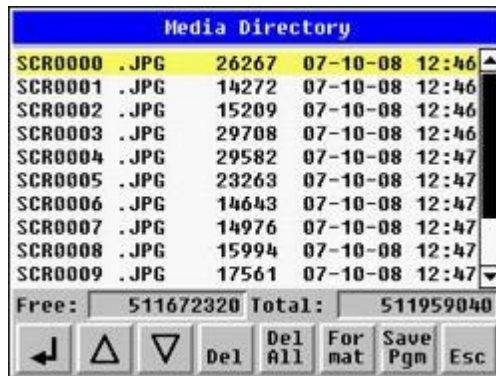 Media Directory
SCR0000 .JPG 26267 07-10-08 12:46
SCR0001 .JPG 14272 07-10-08 12:46
SCR0002 .JPG 15209 07-10-08 12:46
SCR0003 .JPG 29708 07-10-08 12:46
SCR0004 .JPG 29582 07-10-08 12:47
SCR0005 .JPG 23263 07-10-08 12:47
SCR0006 .JPG 14643 07-10-08 12:47
SCR0007 .JPG 14976 07-10-08 12:47
SCR0008 .JPG 15994 07-10-08 12:47
SCR0009 .JPG 17561 07-10-08 12:47
Free: 511672320 Total: 511959040
Del Del All For mat Save Pgm Esc